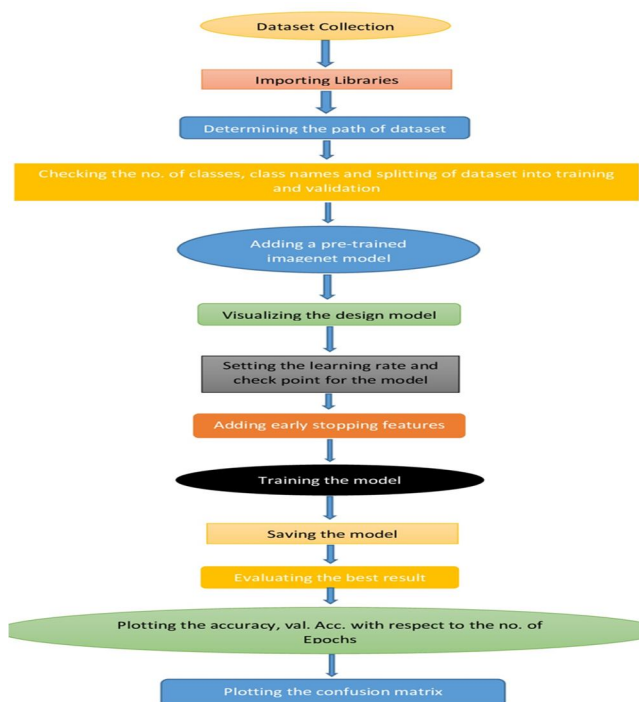 Dataset Collection
Importing Libraries
Determining the path of dataset
Checking the no. of classes, class names and splitting of dataset into training
and validation
Adding a pre-trained
imagenet model
Visualizing the design model
Setting the learning rate and
check point for the model
Adding early stopping features
Training the model
Saving the model
Evaluating the best result
Plotting the accuracy, val. Acc. with respect to the no. of
Epochs
Plotting the confusion matrix